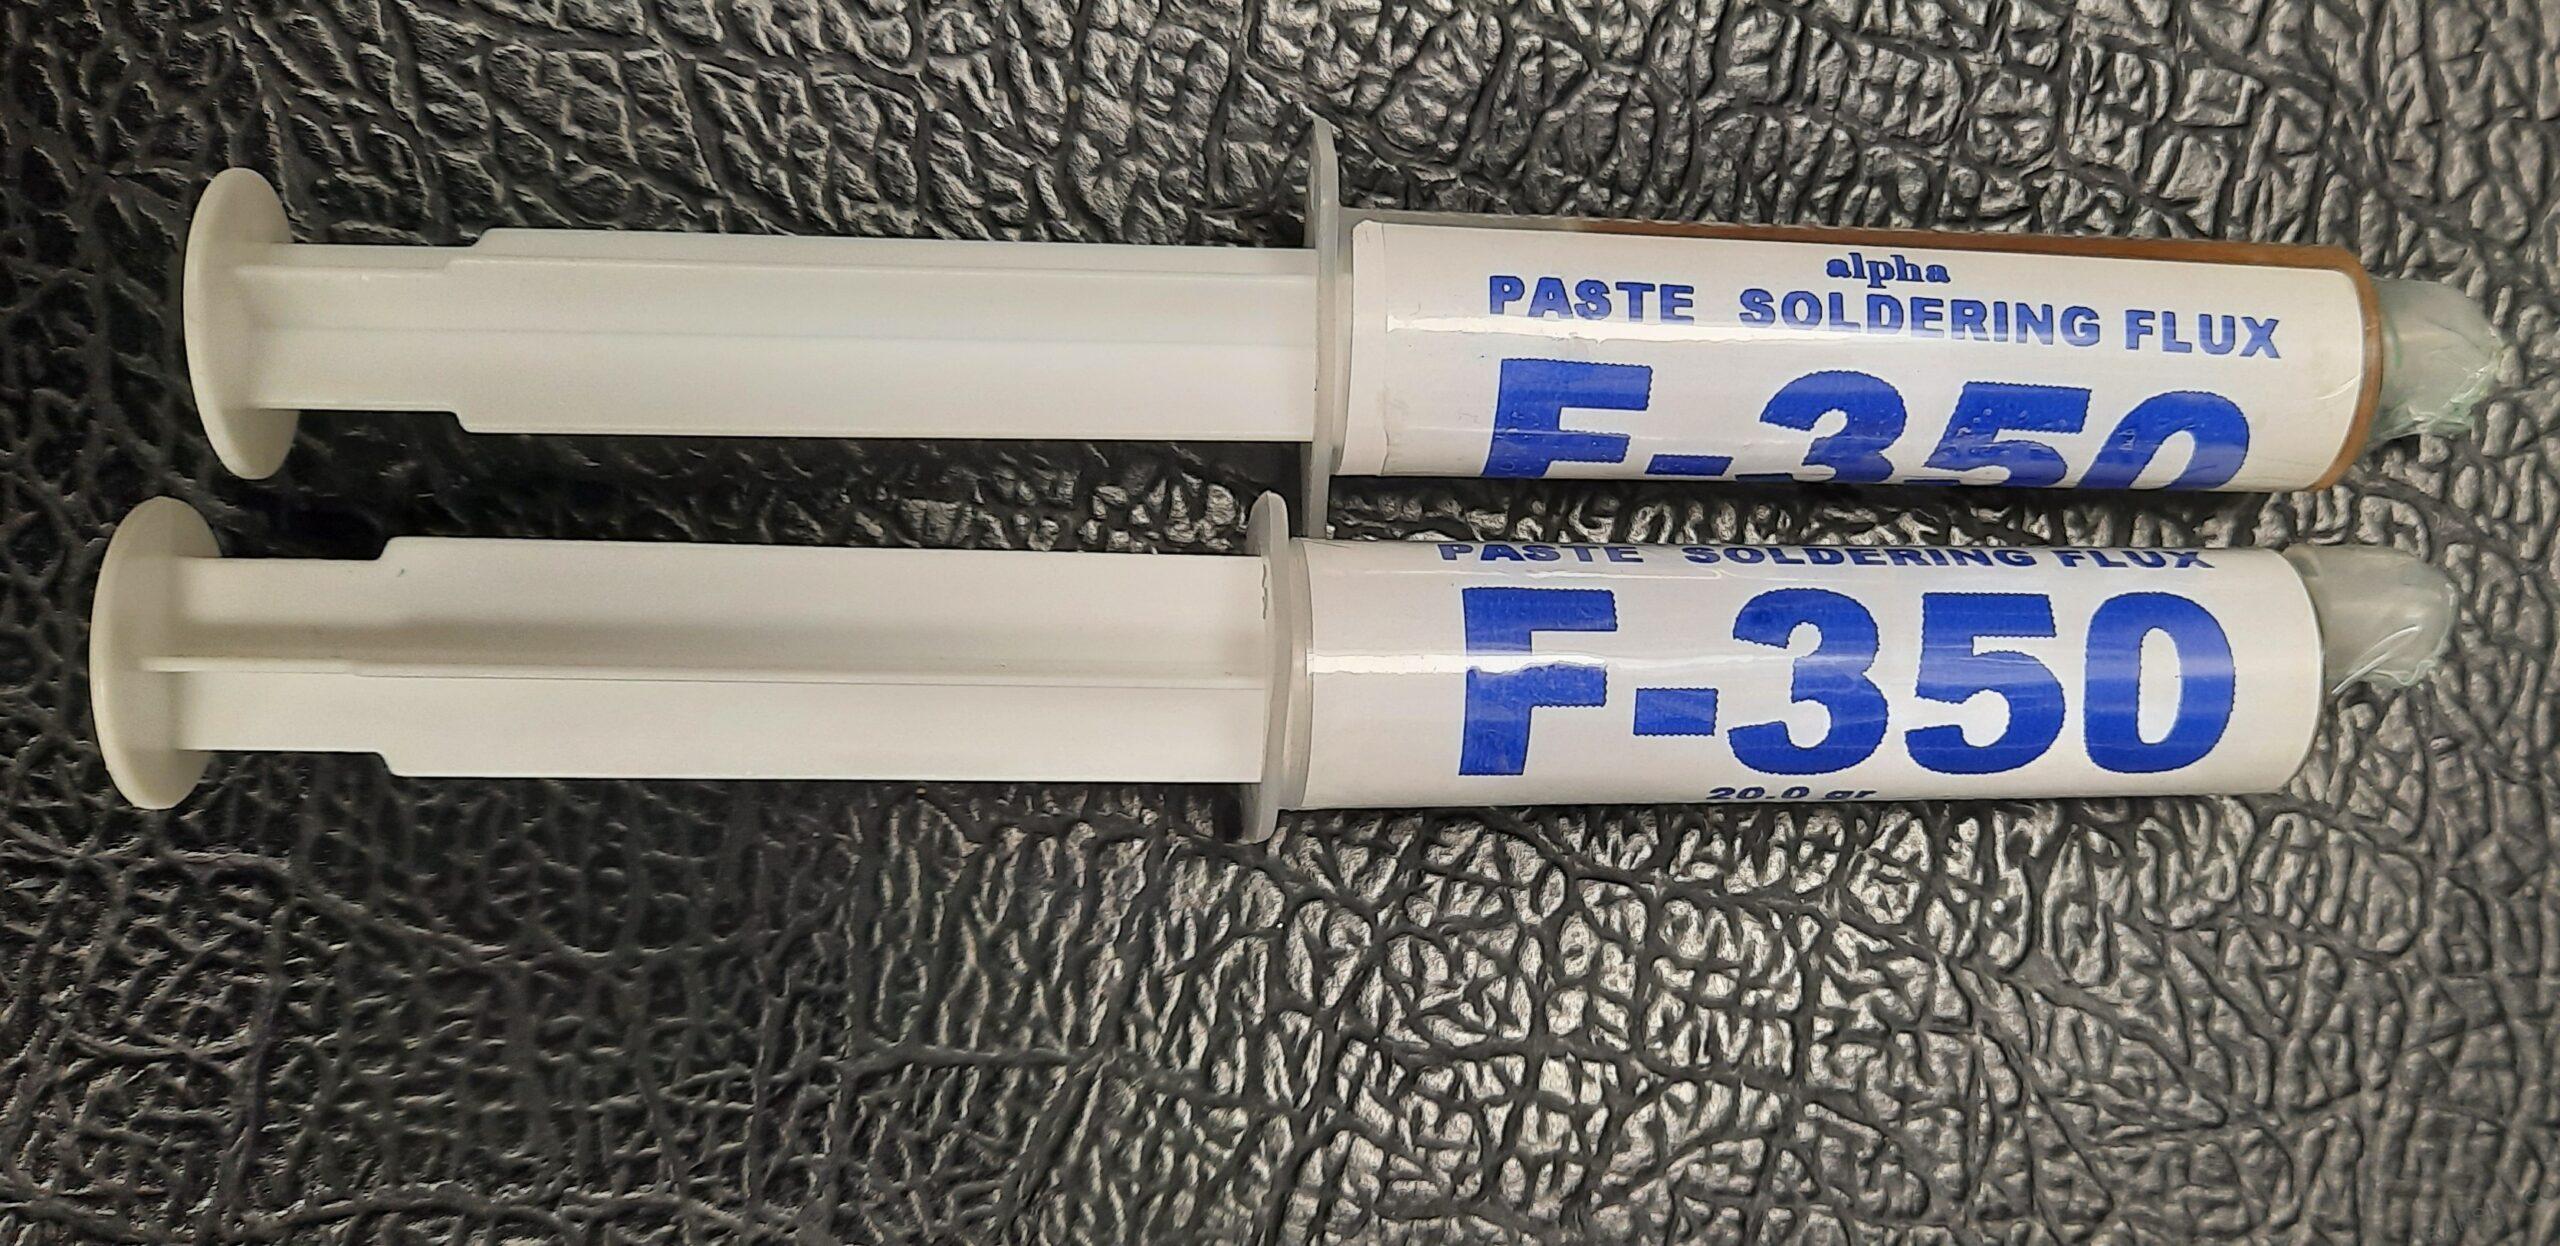 alpha
PASTE SOLDERING FLUX
F-350
PASTE SOLDERING FLUX
F-350
20.0 gr